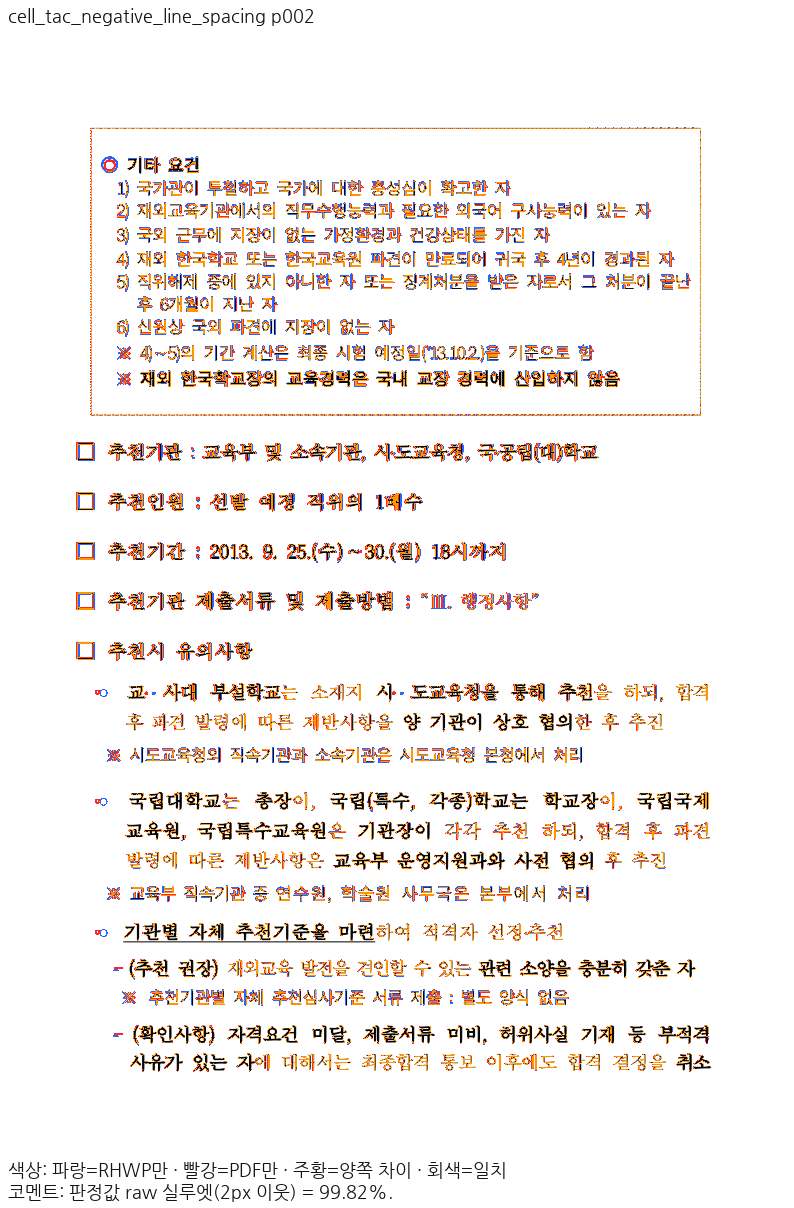 cell_tac_negative_line_spacing p002
◎ 기타 요건
1) 국가관이 투철하고 국가에 대한 충성심이 확고한 자
2) 재외교육기관에서의 직무수행능력과 필요한 외국어 구사능력이 있는 자
3) 국외 근무에 지장이 없는 가정환경과 건강상태를 가진 자
4) 재외 한국학교 또는 한국교육원 파견이 만료되어 귀국 후 4년이 경과된 자
5) 직위해제 중에 있지 아니한 자 또는 징계처분을 받은 자로서 그 처분이 끝난
후 6개월이 지난 자
6) 신원상 국외 파견에 지장이 없는 자
※ 4)~5)의 기간 계산은 최종 시험 예정일('13.10.2.)을 기준으로 함
※ 재외 한국학교장의 교육경력은 국내 교장 경력에 산입하지 않음
□ 추천기관 : 교육부 및 소속기관, 시도교육청, 국공립(대)학교
□ 추천인원 : 선발 예정 직위의 1배수
□ 추천기간 : 2013. 9. 25.(수)~30.(월) 18시까지
□ 추천기관 제출서류 및 제출방법 : “Ⅲ. 행정사항”
□ 추천시 유의사항
○ 교··사대 부설학교는 소재지 시··도교육청을 통해 추천을 하되, 합격
후 파견 발령에 따른 제반사항을 양 기관이 상호 협의한 후 추진
※ 시도교육청의 직속기관과 소속기관은 시도교육청 본청에서 처리
○ 국립대학교는 총장이, 국립(특수, 각종)학교는 학교장이, 국립국제
교육원, 국립특수교육원은 기관장이 각각 추천 하되, 합격 후 파견
발령에 따른 제반사항은 교육부 운영지원과와 사전 협의 후 추진
※ 교육부 직속기관 중 연수원, 학술원 사무국은 본부에서 처리
○ 기관별 자체 추천기준을 마련하여 적격자 선정·추천
- (추천 권장) 재외교육 발전을 견인할 수 있는 관련 소양을 충분히 갖춘 자
※ 추천기관별 자체 추천심사기준 서류 제출 : 별도 양식 없음
- (확인사항) 자격요건 미달, 제출서류 미비, 허위사실 기재 등 부적격
사유가 있는 자에 대해서는 최종합격 통보 이후에도 합격 결정을 취소
색상: 파랑=RHWP만 · 빨강=PDF만 · 주황=양쪽 차이 · 회색=일치
코멘트: 판정값 raw 실루엣(2px 이웃) = 99.82%.